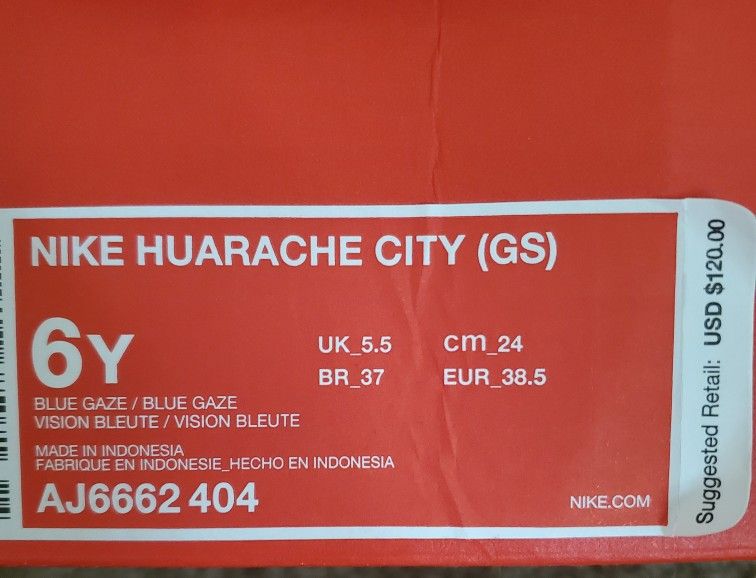 NIKE HUARACHE CITY (GS)
6Y
UK_5.5 cm_24
BR_37 EUR_38.5
BLUE GAZE / BLUE GAZE
VISION BLEUTE / VISION BLEUTE
MADE IN INDONESIA
FABRIQUE EN INDONESIE_HECHO EN INDONESIA
AJ6662 404
NIKE.COM
Suggested Retail: USD $120.00